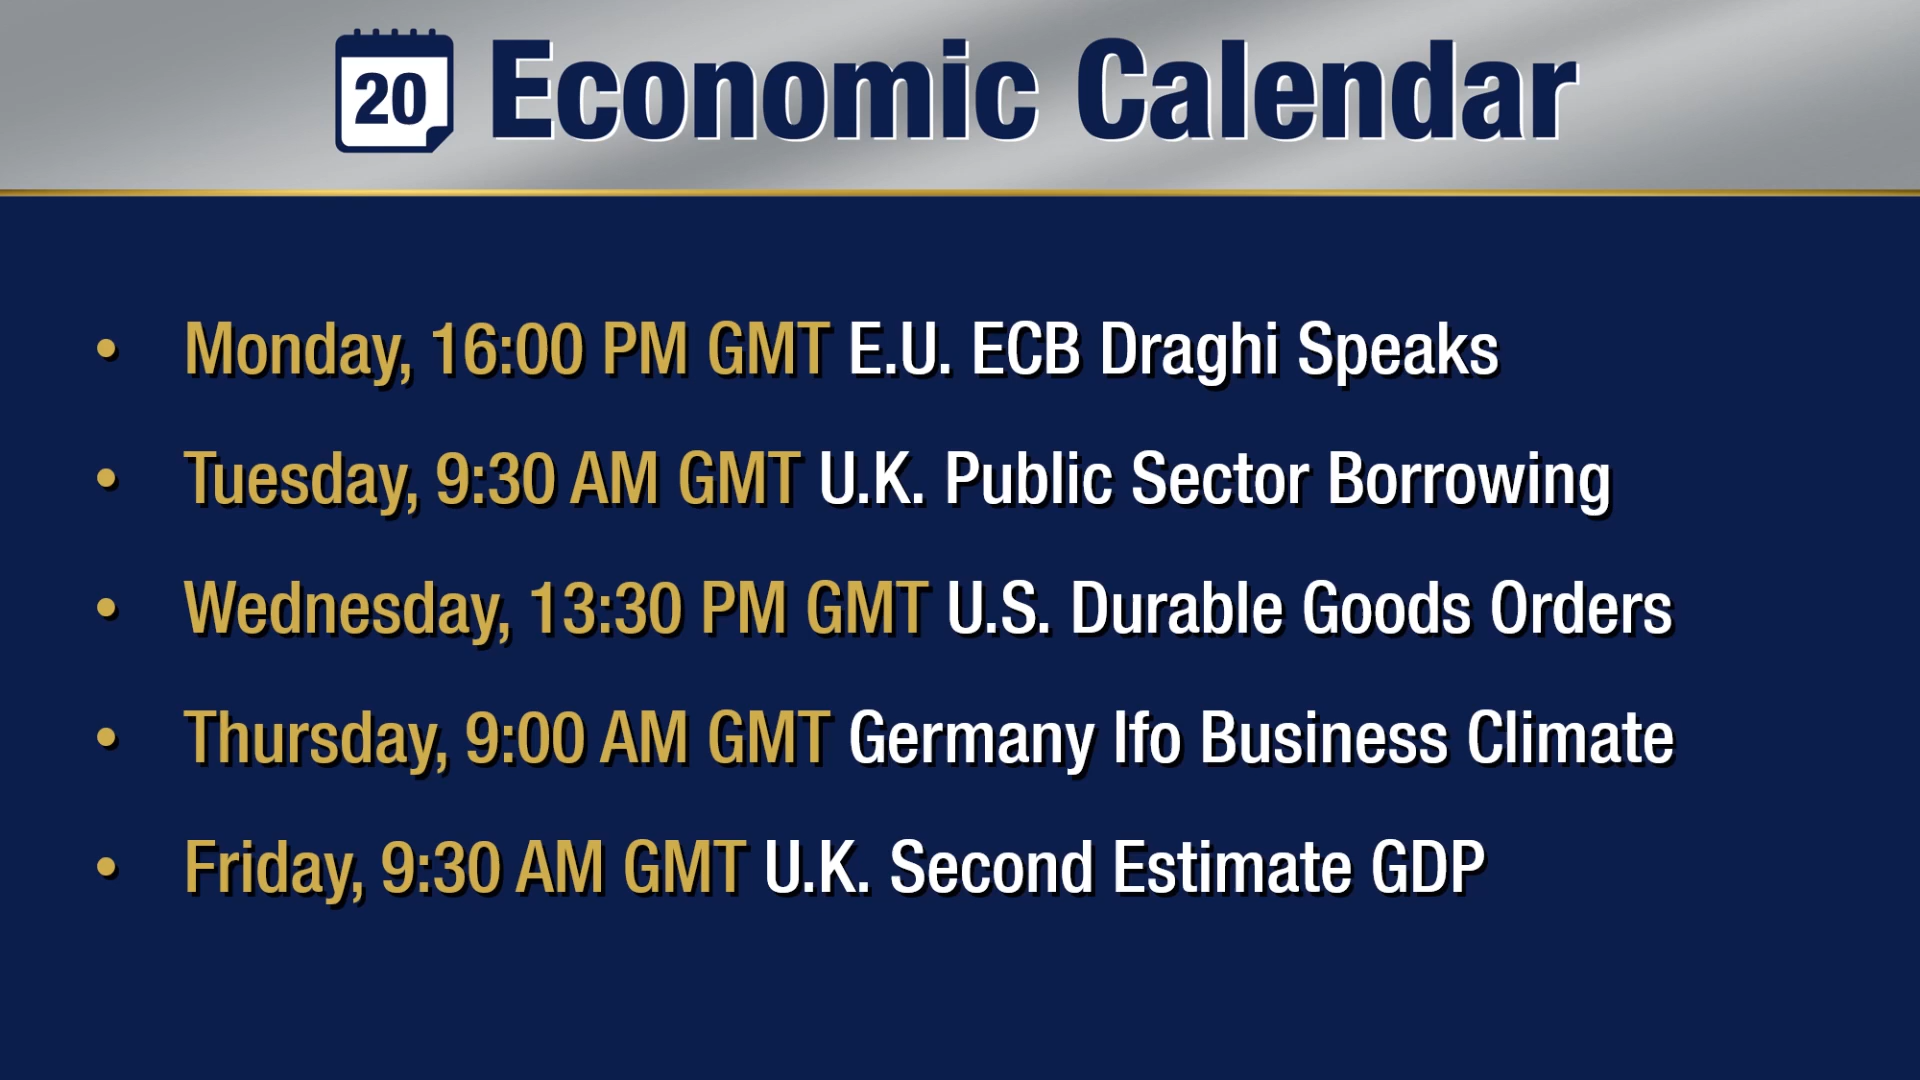 20 Economic Calendar
• Monday, 16:00 PM GMT E.U. ECB Draghi Speaks
• Tuesday, 9:30 AM GMT U.K. Public Sector Borrowing
• Wednesday, 13:30 PM GMT U.S. Durable Goods Orders
• Thursday, 9:00 AM GMT Germany Ifo Business Climate
• Friday, 9:30 AM GMT U.K. Second Estimate GDP